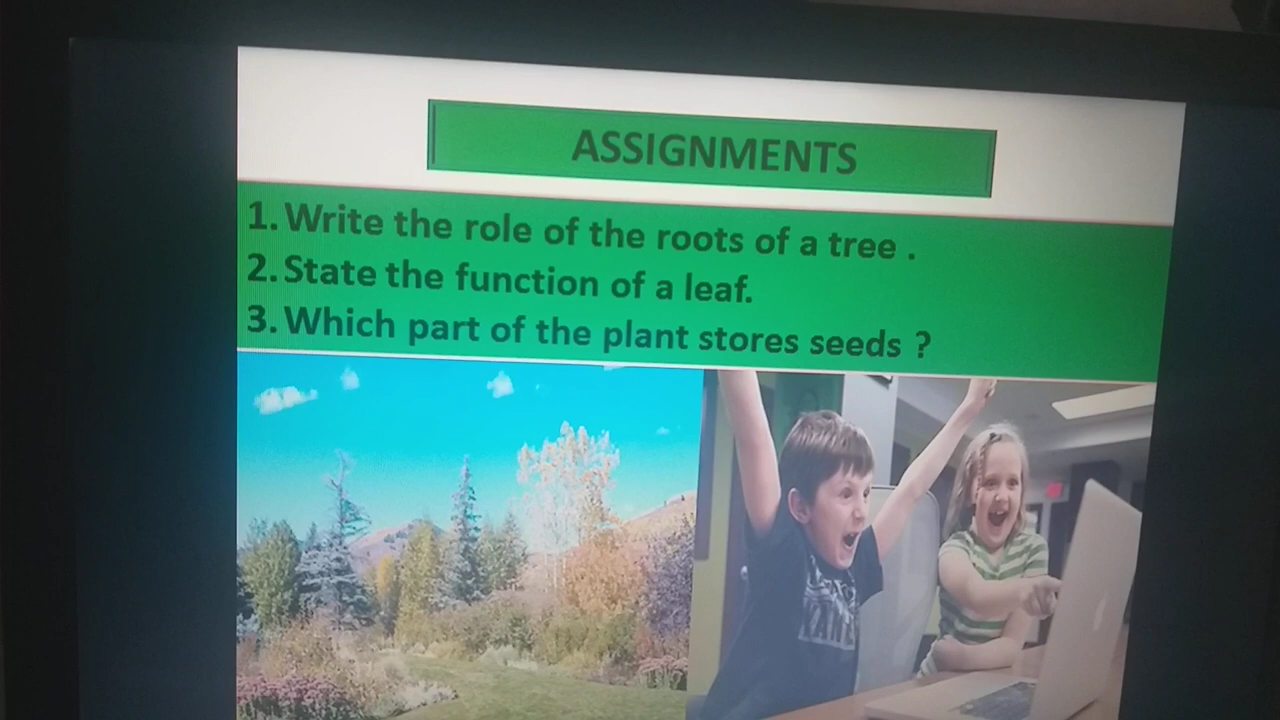 ASSIGNMENTS
1. Write the role of the roots of a tree .
2. State the function of a leaf.
3. Which part of the plant stores seeds ?